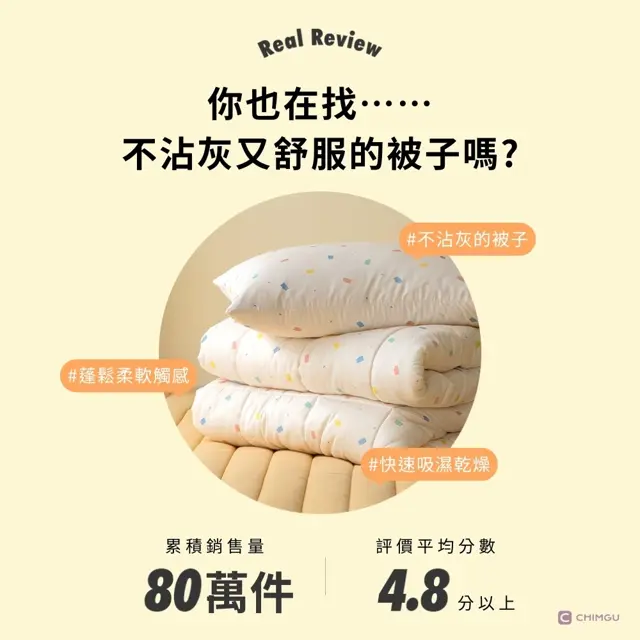 Real Review
你也在找……
不沾灰又舒服的被子嗎?
#不沾灰的被子
#蓬鬆柔軟觸感
#快速吸濕乾燥
累積銷售量
80萬件
評價平均分數
4.8分以上
CHIMGU